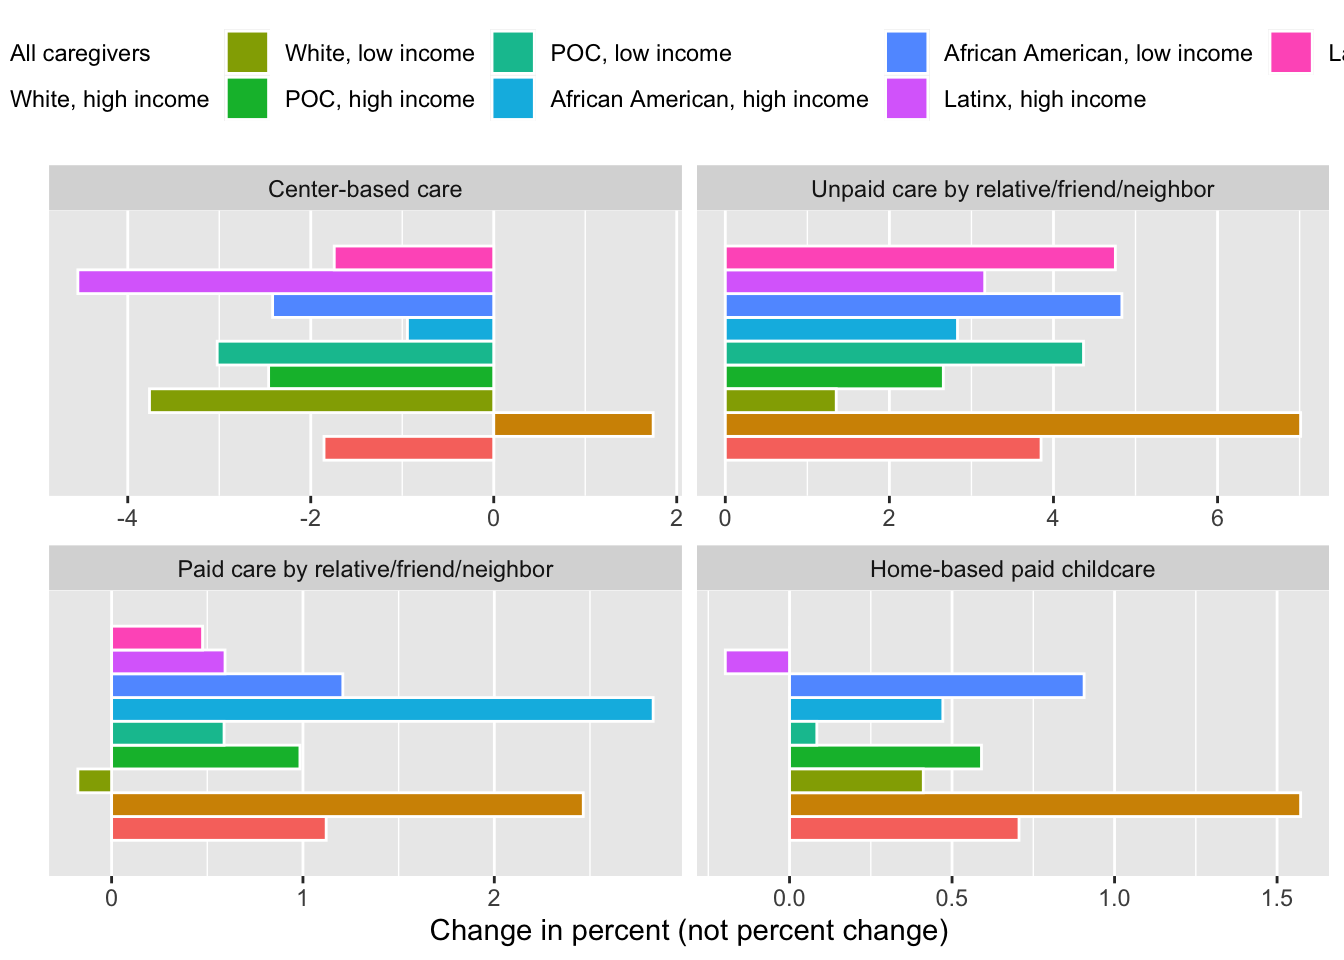 All caregivers White, low income POC, low income African American, low income
White, high income POC, high income African American, high income Latinx, high income
Center-based care Unpaid care by relative/friend/neighbor
-4 -2 0 2 0 2 4 6
Paid care by relative/friend/neighbor Home-based paid childcare
0 1 2 0.0 0.5 1.0 1.5
Change in percent (not percent change)